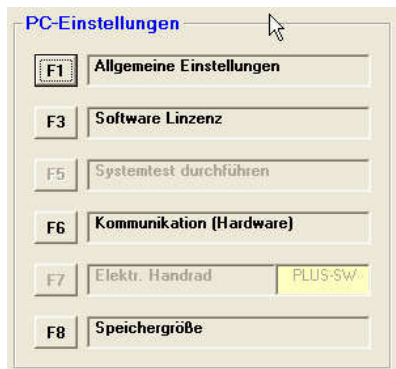 PC-Einstellungen
F1 Allgemeine Einstellungen
F3 Software Linzenz
F5 Systemtest durchführen
F6 Kommunikation (Hardware)
F7 Elektr. Handrad PLUS-SW
F8 Speichergröße